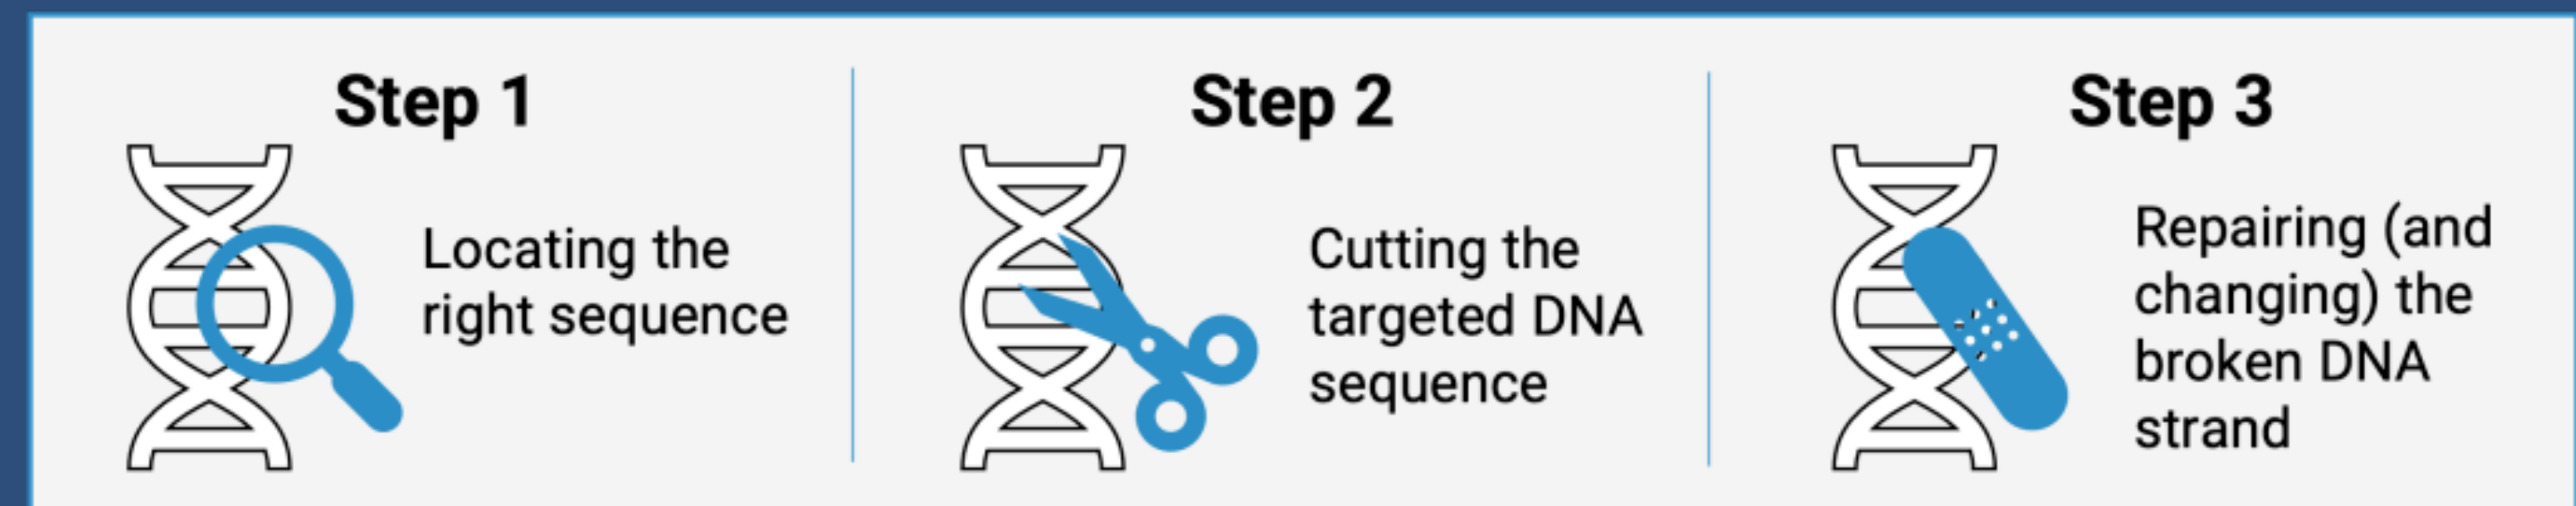 Step 1
Locating the
right sequence
Step 2
Cutting the
targeted DNA
sequence
Step 3
Repairing (and
changing) the
broken DNA
strand